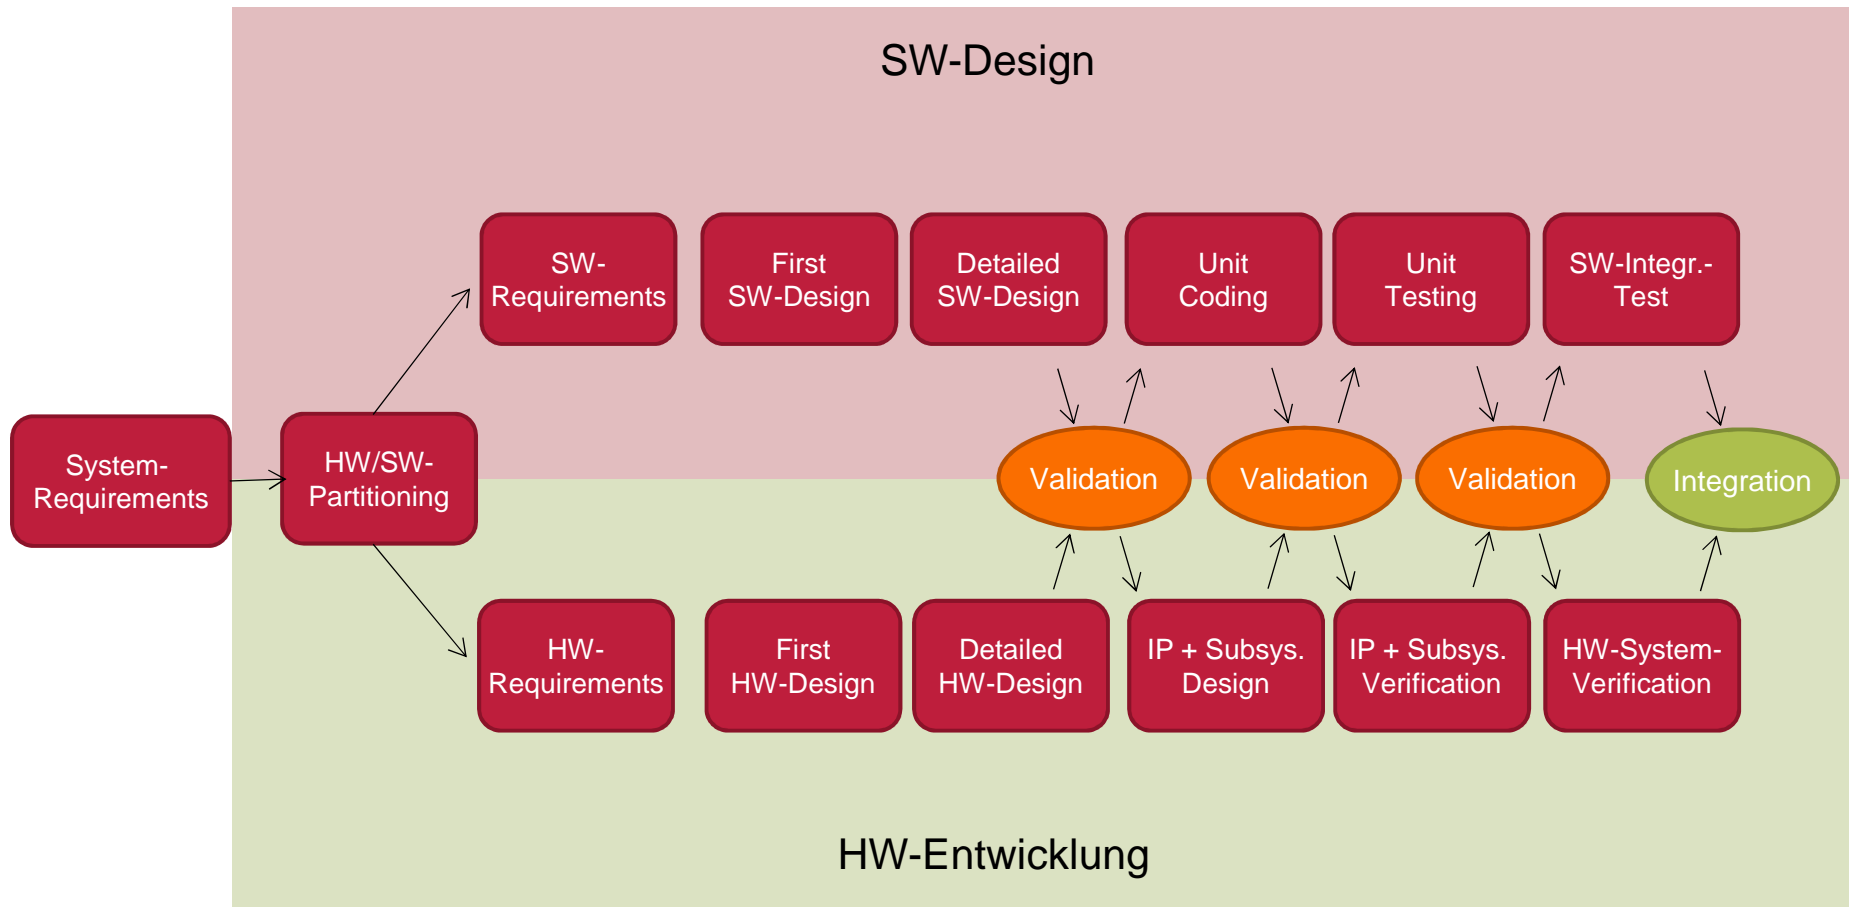 SW-Design
SW-
Requirements
First
SW-Design
Detailed
SW-Design
Unit
Coding
Unit
Testing
SW-Integr.-
Test
System-
Requirements
HW/SW-
Partitioning
Validation
Validation
Validation
Integration
HW-
Requirements
First
HW-Design
Detailed
HW-Design
IP + Subsys.
Design
IP + Subsys.
Verification
HW-System-
Verification
HW-Entwicklung